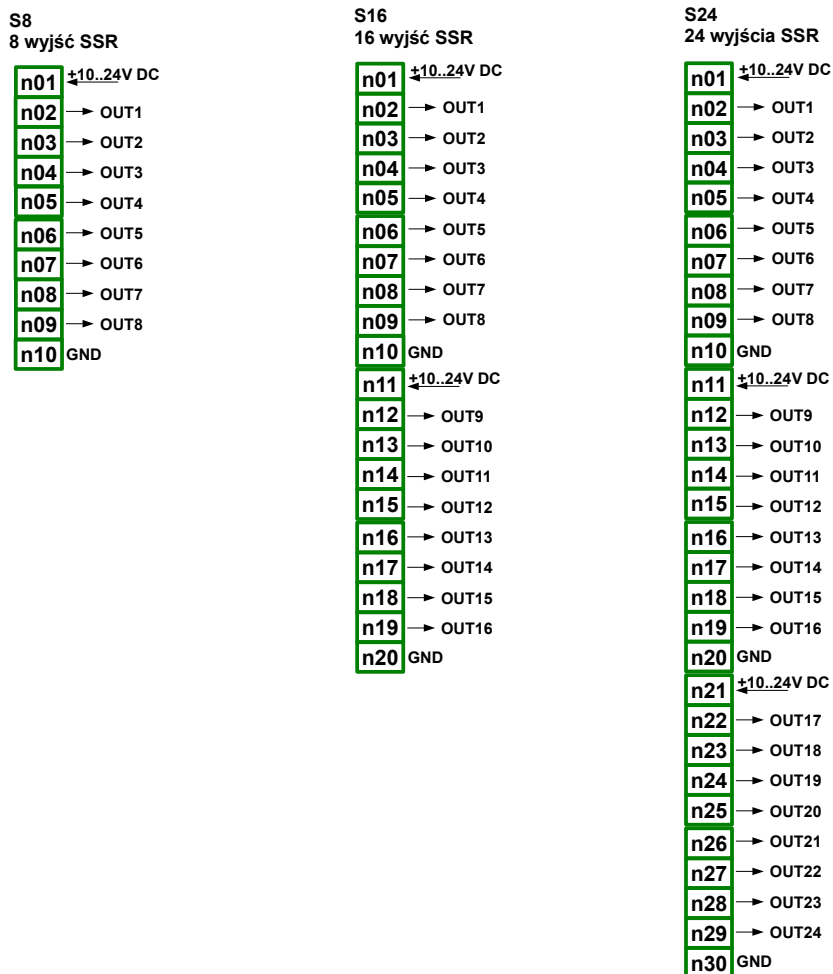 S8
8 wyjść SSR
n01 +10..24V DC
n02 OUT1
n03 OUT2
n04 OUT3
n05 OUT4
n06 OUT5
n07 OUT6
n08 OUT7
n09 OUT8
n10 GND
S16
16 wyjść SSR
n01 +10..24V DC
n02 OUT1
n03 OUT2
n04 OUT3
n05 OUT4
n06 OUT5
n07 OUT6
n08 OUT7
n09 OUT8
n10 GND
n11 +10..24V DC
n12 OUT9
n13 OUT10
n14 OUT11
n15 OUT12
n16 OUT13
n17 OUT14
n18 OUT15
n19 OUT16
n20 GND
S24
24 wyjścia SSR
n01 +10..24V DC
n02 OUT1
n03 OUT2
n04 OUT3
n05 OUT4
n06 OUT5
n07 OUT6
n08 OUT7
n09 OUT8
n10 GND
n11 +10..24V DC
n12 OUT9
n13 OUT10
n14 OUT11
n15 OUT12
n16 OUT13
n17 OUT14
n18 OUT15
n19 OUT16
n20 GND
n21 +10..24V DC
n22 OUT17
n23 OUT18
n24 OUT19
n25 OUT20
n26 OUT21
n27 OUT22
n28 OUT23
n29 OUT24
n30 GND